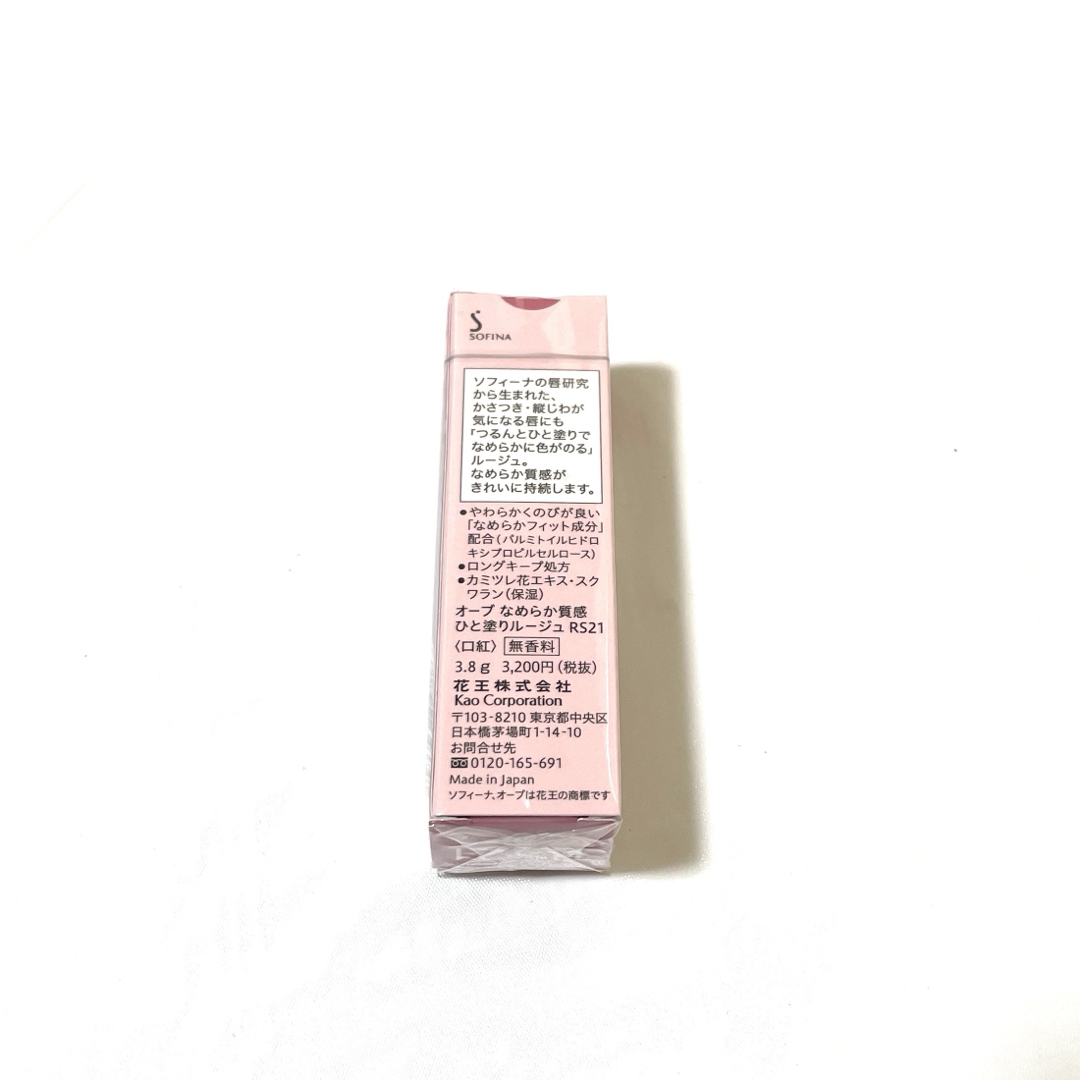 SOFINA
ソフィーナの唇研究
から生まれた、
かさつき・縦じわが
気になる唇にも
「つるんとひと塗りで
なめらかに色がのる」
ルージュ。
なめらか質感が
きれいに持続します。
●やわらかくのびが良い
「なめらかフィット成分」
配合(パルミトイルヒドロ
キシプロピルセルロース)
●ロングキープ処方
●カミツレ花エキス・スク
ワラン(保湿)
オーブ なめらか質感
ひと塗りルージュ RS21
〈口紅〉 無香料
3.8g 3,200円(税抜)
花王株式会社
Kao Corporation
〒103-8210 東京都中央区
日本橋茅場町1-14-10
お問合せ先
0120-165-691
Made in Japan
ソフィーナ、オーブは花王の商標です